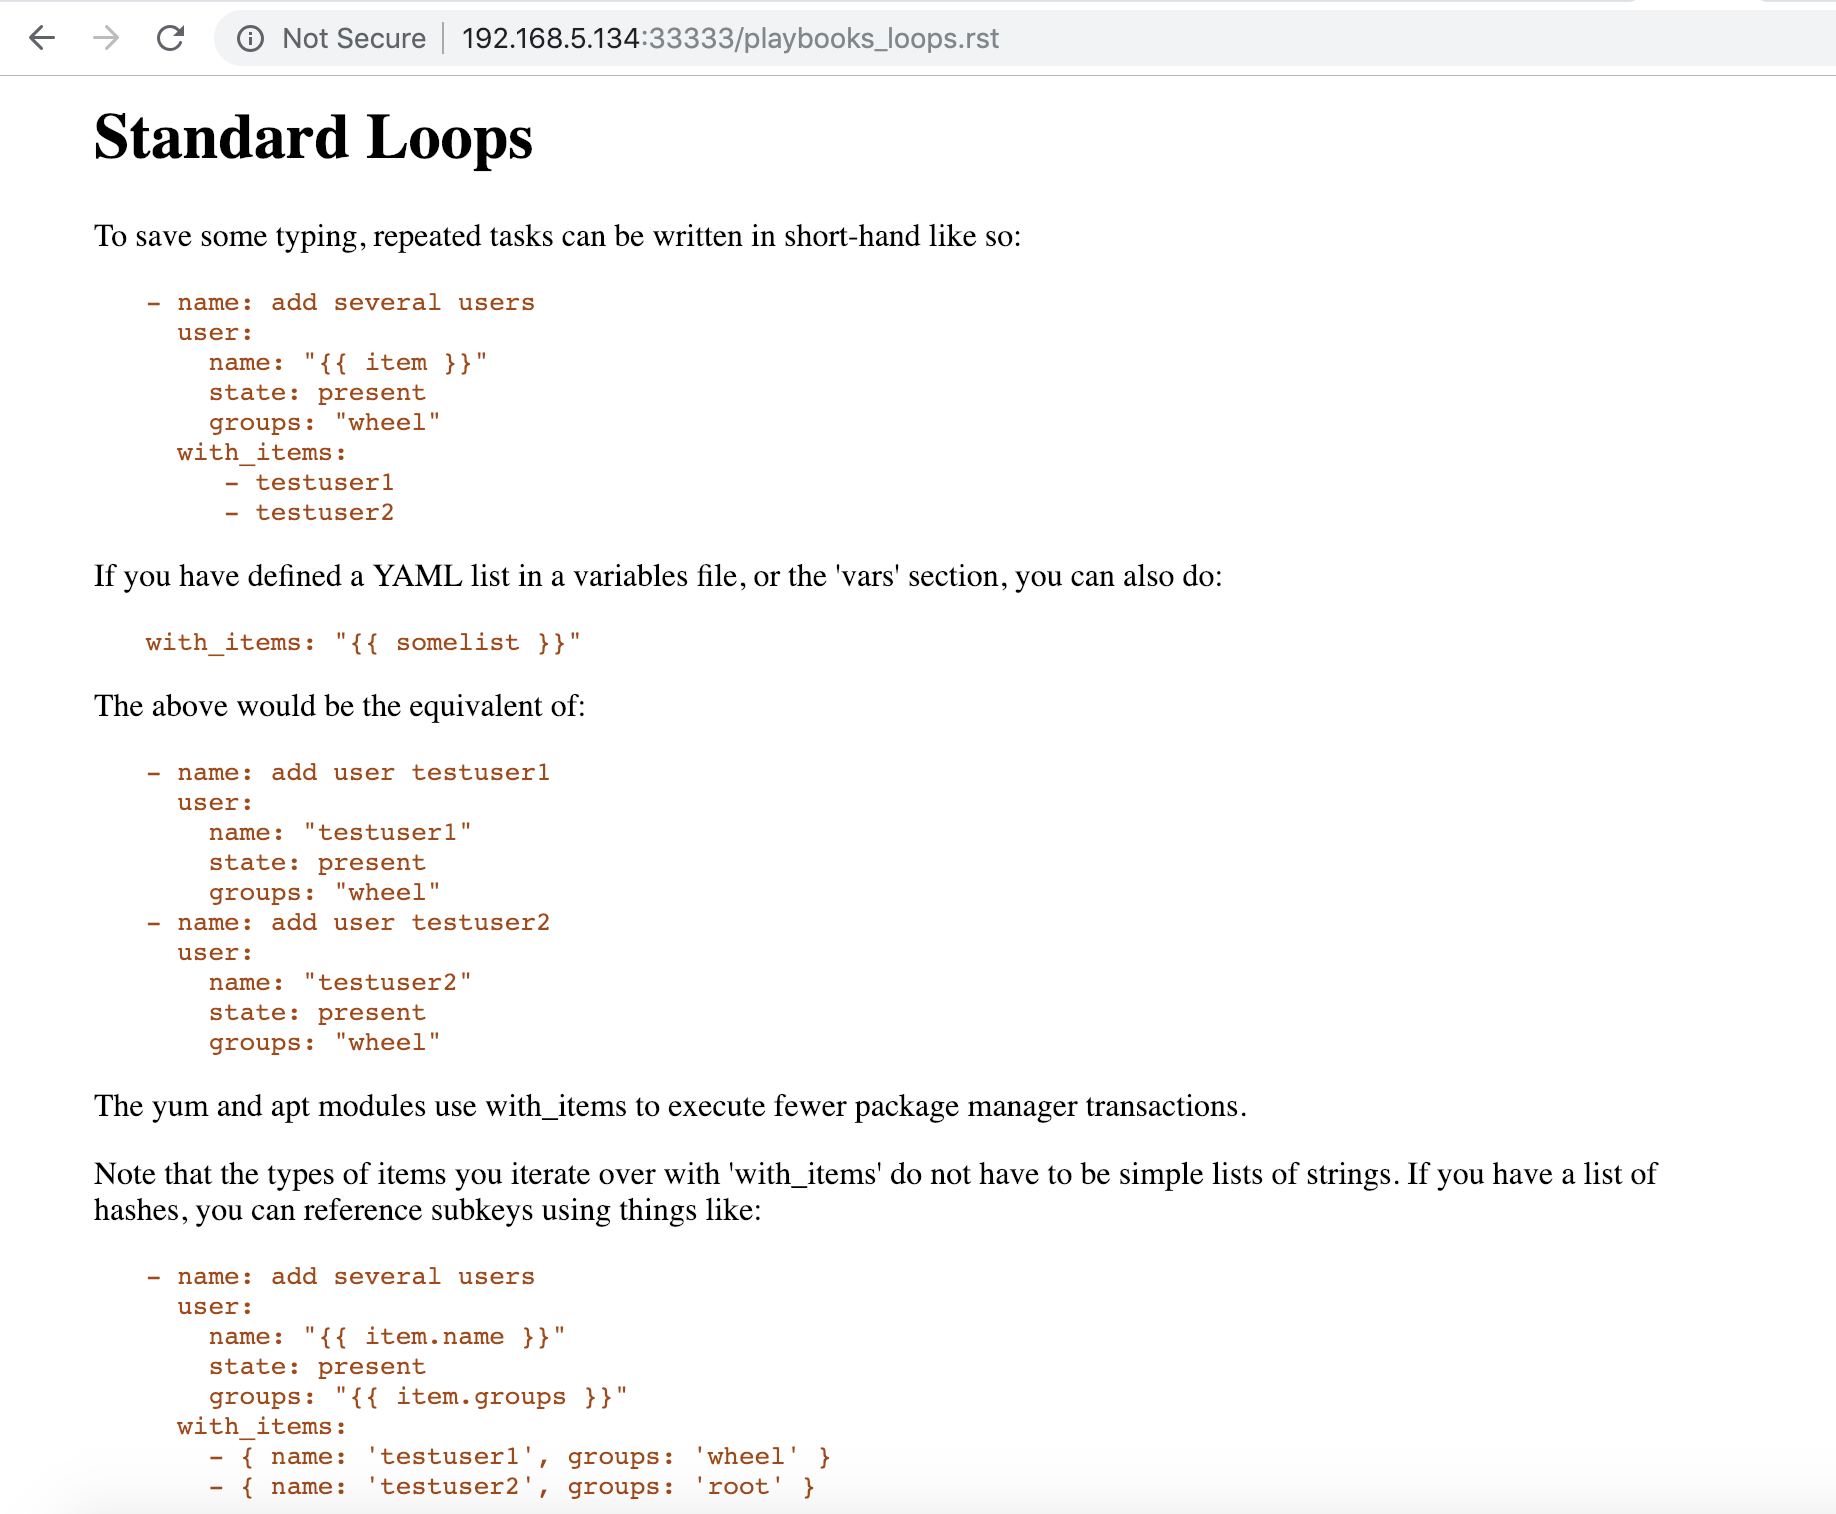 Not Secure 192.168.5.134:33333/playbooks_loops.rst
Standard Loops
To save some typing, repeated tasks can be written in short-hand like so:
- name: add several users
  user:
    name: "{{ item }}"
    state: present
    groups: "wheel"
  with_items:
     - testuser1
     - testuser2
If you have defined a YAML list in a variables file, or the 'vars' section, you can also do:
with_items: "{{ somelist }}"
The above would be the equivalent of:
- name: add user testuser1
  user:
    name: "testuser1"
    state: present
    groups: "wheel"
- name: add user testuser2
  user:
    name: "testuser2"
    state: present
    groups: "wheel"
The yum and apt modules use with_items to execute fewer package manager transactions.
Note that the types of items you iterate over with 'with_items' do not have to be simple lists of strings. If you have a list of
hashes, you can reference subkeys using things like:
- name: add several users
  user:
    name: "{{ item.name }}"
    state: present
    groups: "{{ item.groups }}"
  with_items:
    - { name: 'testuser1', groups: 'wheel' }
    - { name: 'testuser2', groups: 'root' }